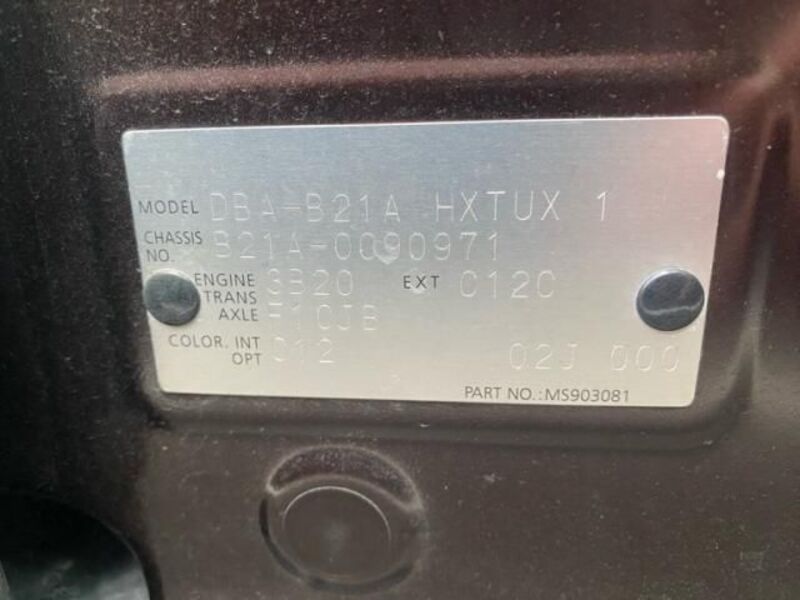 MODEL DBA-B21A HXTUX 1
CHASSIS NO. B21A-0090971
ENGINE 3B20 EXT C12C
TRANS AXLE F1CJB
COLOR, INT OPT 012 02J 000
PART NO.:MS903081